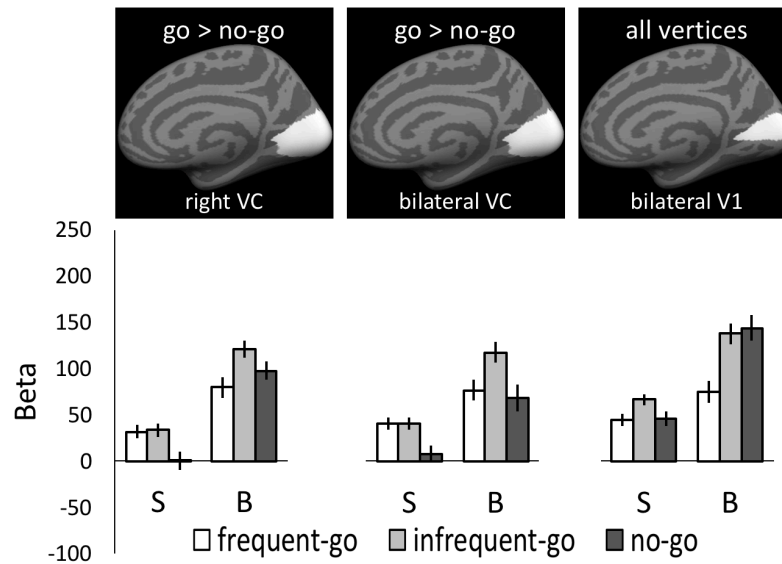 go > no-go
go > no-go
all vertices
right VC
bilateral VC
bilateral V1
250
200
150
100
50
0
-50
-100
Beta
S
B
S
B
S
B
frequent-go
infrequent-go
no-go